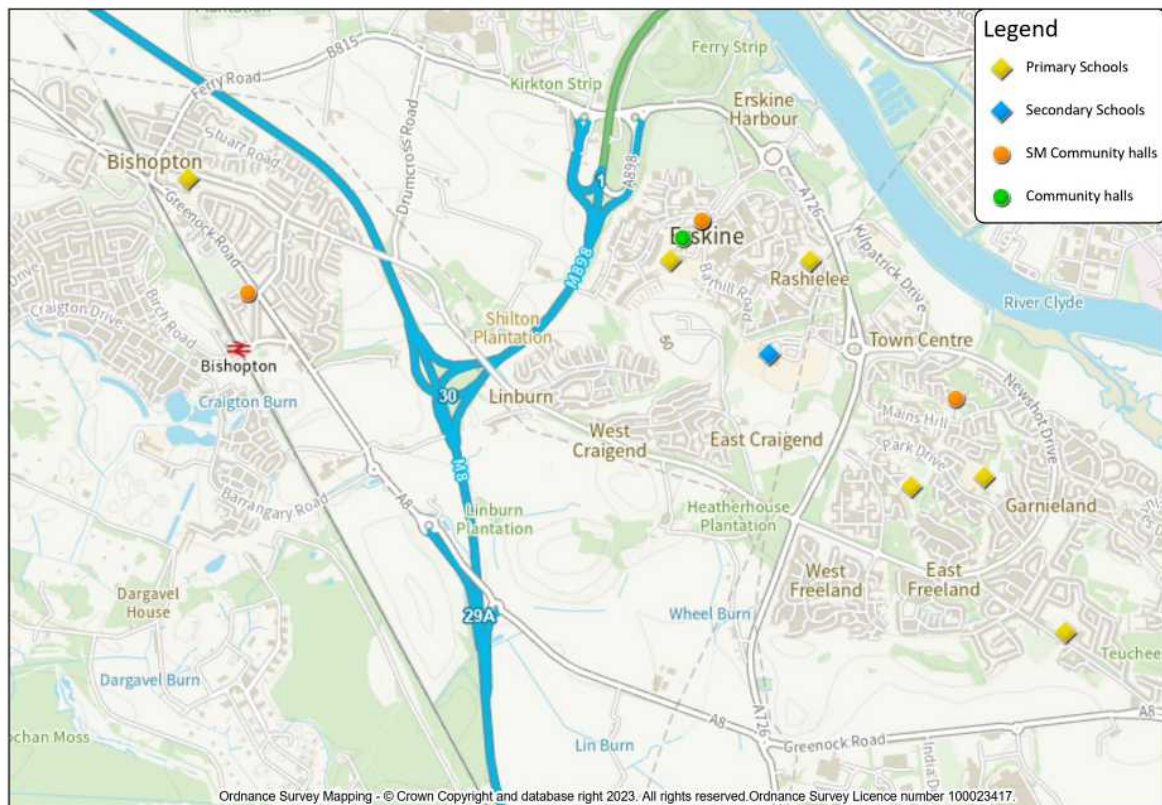 Legend
Primary Schools
Secondary Schools
SM Community halls
Community halls
B815
Ferry Road
Kirkton Strip
Ferry Strip
Erskine
Harbour
Stuart Road
Drumcross Road
Bishopton
1
A898
A726
Greenock Road
M898
Erskine
Barhill Road
Rashielee
Kilpatrick Drive
River Clyde
Drive
Craigton Drive
Birch Road
Shilton
Plantation
50
Town Centre
Bishopton
Craigton Burn
30
Linburn
Newshot Drive
Mains Hill
West
Craigend
East Craigend
Park Drive
M8
A8
Barrangary Road
Linburn
Plantation
Heatherhouse
Plantation
Garnieland
Dargavel
House
West
Freeland
East
Freeland
29A
Wheel Burn
Dargavel Burn
A8
A726
A8
Lin Burn
Greenock Road
Ordnance Survey Mapping - © Crown Copyright and database right 2023. All rights reserved.Ordnance Survey Licence number 100023417.